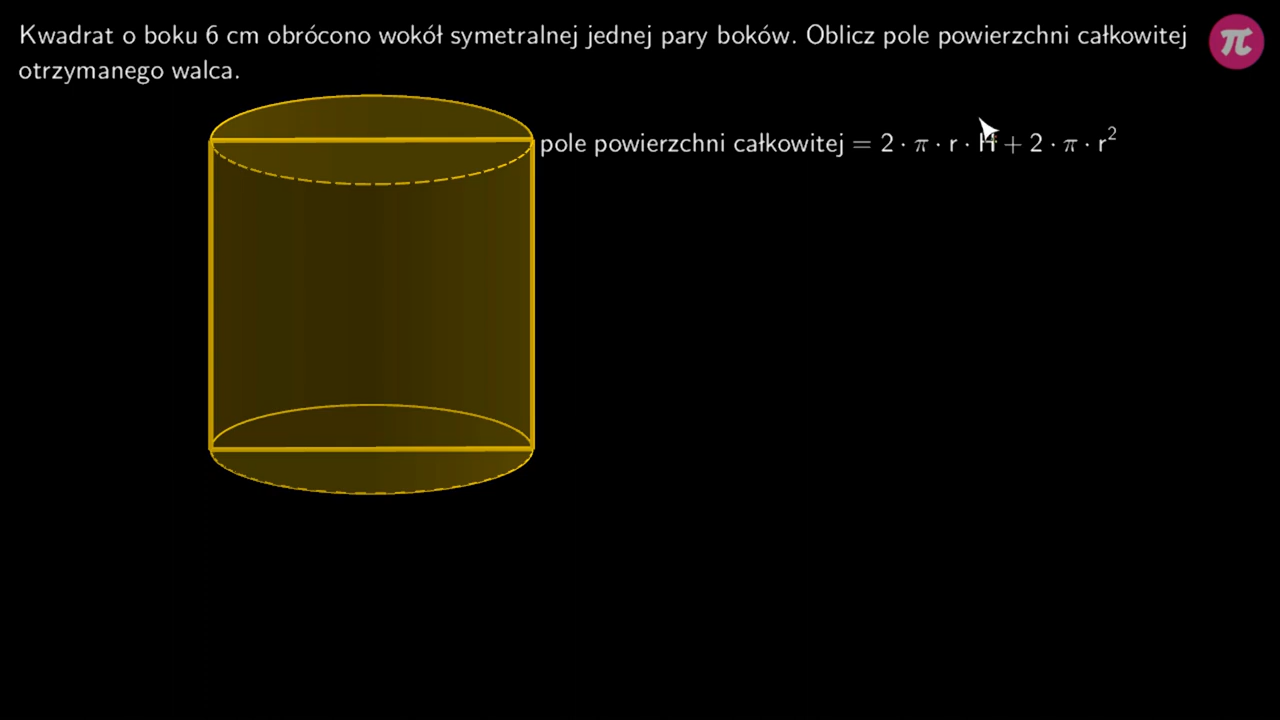 Kwadrat o boku 6 cm obrócono wokół symetralnej jednej pary boków. Oblicz pole powierzchni całkowitej
otrzymanego walca.
π
pole powierzchni całkowitej = 2 · π · r · H + 2 · π · r²